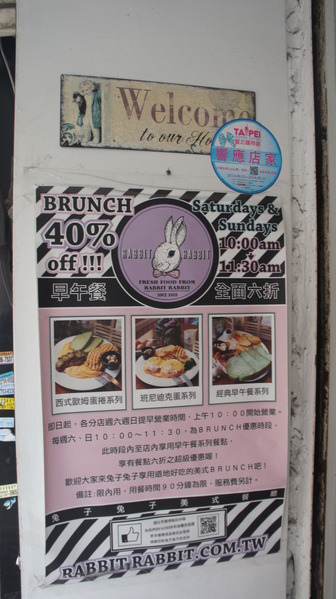 Welcome
to our Ho
TAIPEI
響應店家
BRUNCH
40%
off !!!
早午餐
RABBIT RABBIT
FRESH FOOD FROM
RABBIT RABBIT
SINCE 2005
Saturdays &
Sundays
10:00am
11:30am
全面六折
西式歐姆蛋捲系列
班尼迪克蛋系列
經典早午餐系列
即日起，各分店週六週日提早營業時間，上午10：00開始營業。
每週六、日10：00～11：30，為BRUNCH優惠時段，
此時段內至店內享用早午餐系列餐點，
享有餐點六折之超級優惠喔！
歡迎大家來兔子兔子享用道地好吃的美式BRUNCH吧！
備註：限內用，用餐時間90分鐘為限，服務費另計。
兔子兔子美式餐廳
RABBIT RABBIT.COM.TW